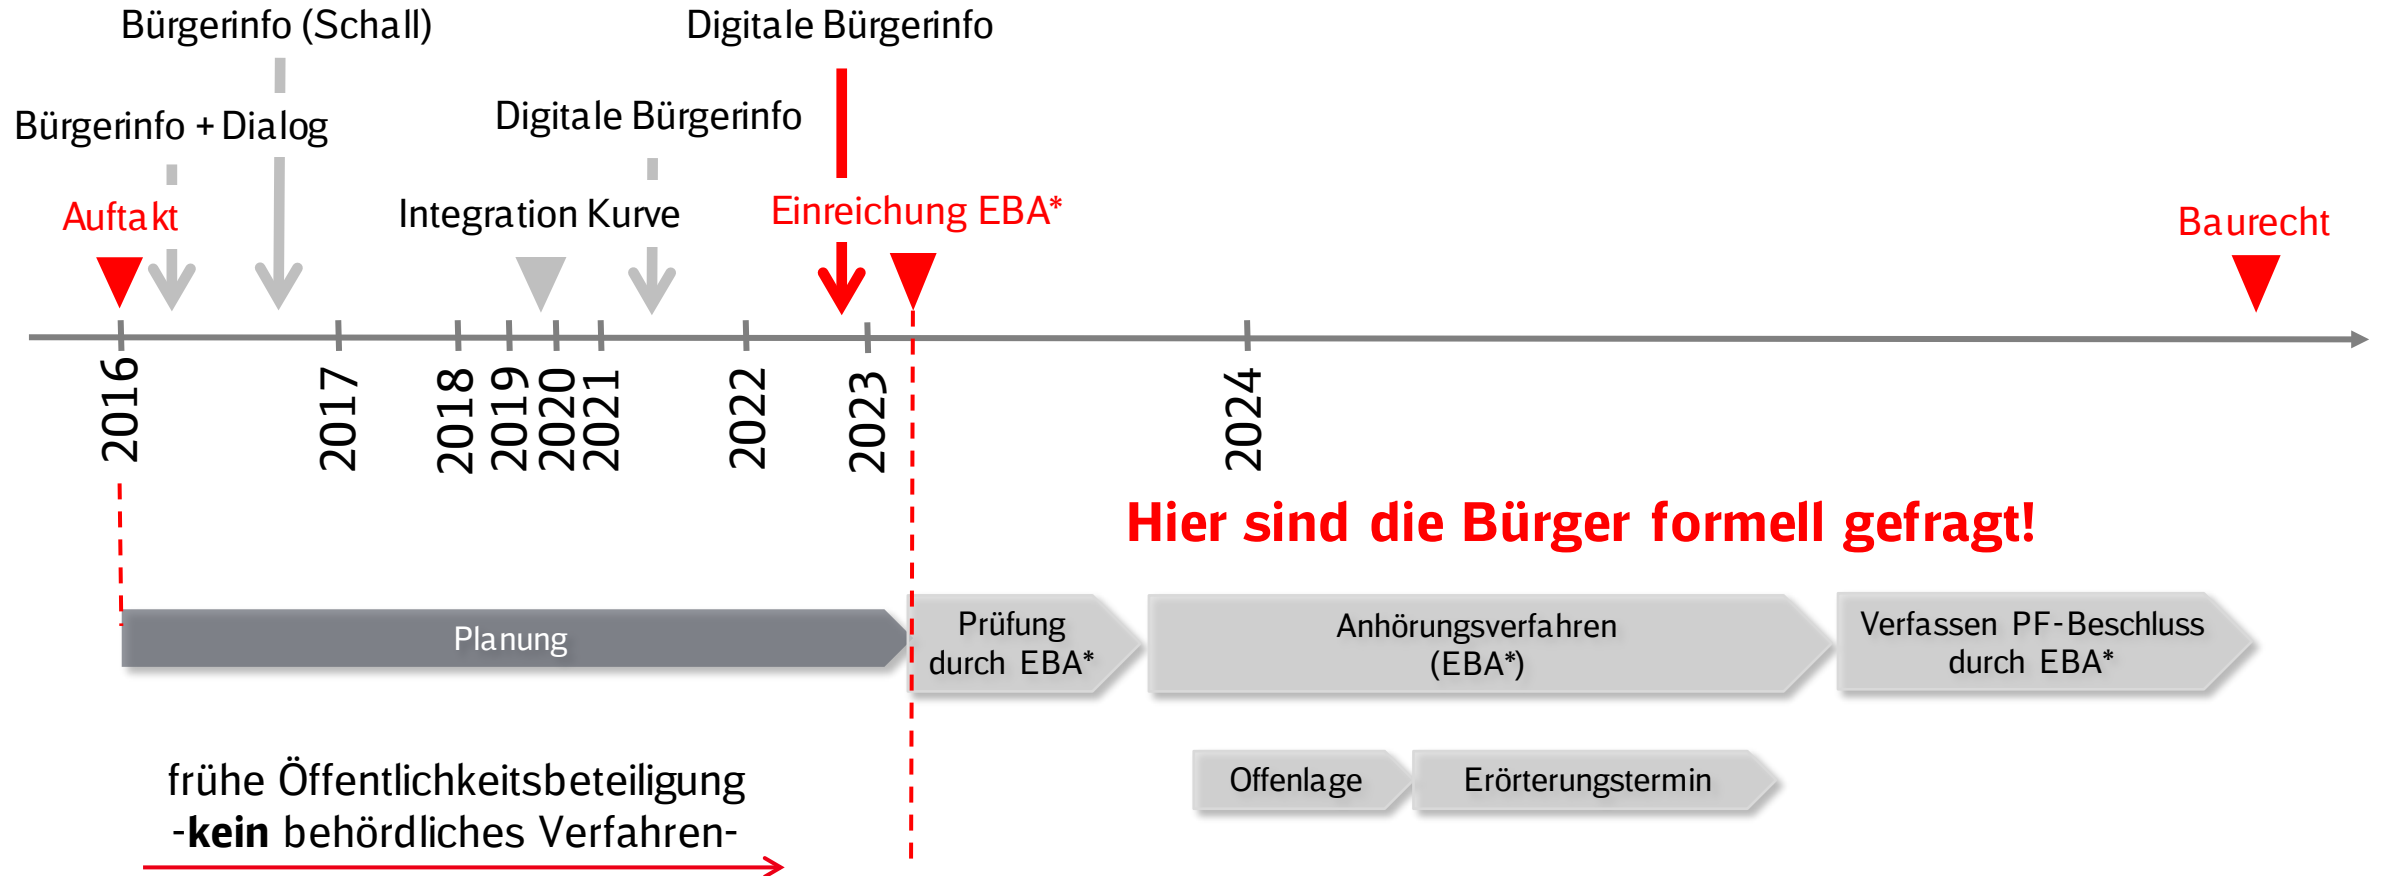 Bürgerinfo (Schall)
Digitale Bürgerinfo
Bürgerinfo + Dialog
Digitale Bürgerinfo
Auftakt
Integration Kurve
Einreichung EBA*
Baurecht
2016
2017
2018
2019
2020
2021
2022
2023
2024
Hier sind die Bürger formell gefragt!
Planung
Prüfung
durch EBA*
Anhörungsverfahren
(EBA*)
Verfassen PF-Beschluss
durch EBA*
Offenlage
Erörterungstermin
frühe Öffentlichkeitsbeteiligung
-kein behördliches Verfahren-